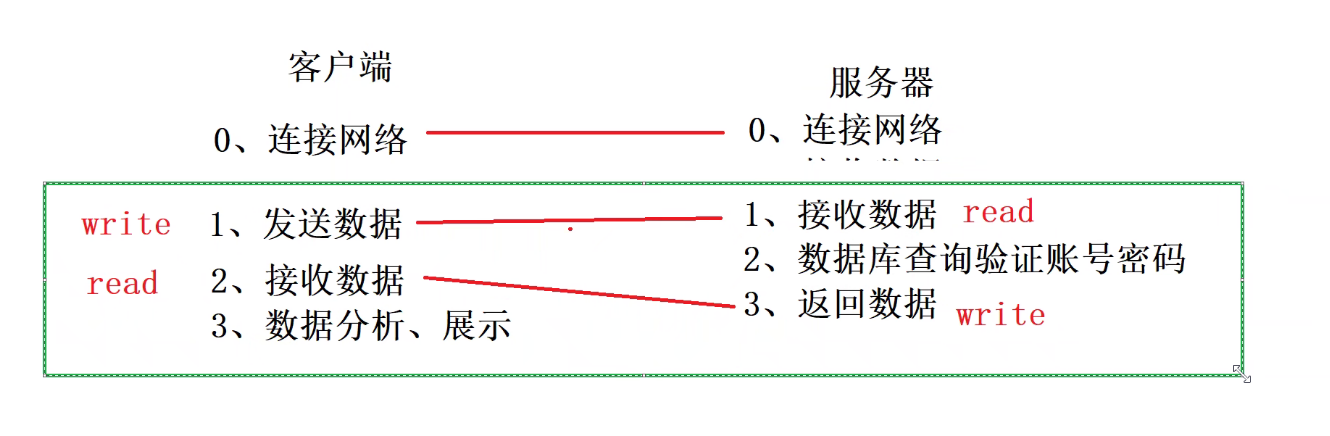 客户端
0、连接网络
write 1、发送数据
read 2、接收数据
3、数据分析、展示
服务器
0、连接网络
1、接收数据 read
2、数据库查询验证账号密码
3、返回数据 write